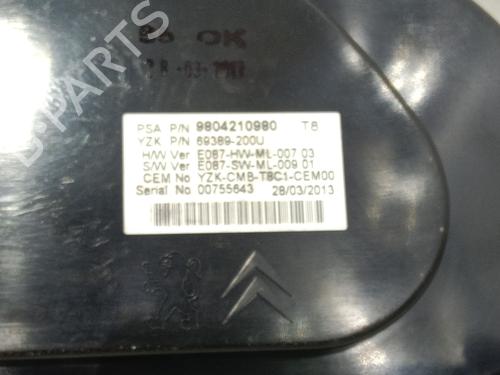 OK
PSA P/N 9804210980 T8
YZK P/N 69389-200U
H/W Ver E087-HW-ML-007 03
S/W Ver E087-SW-ML-009 01
CEM No YZK-CMB-T8C1-CEM00
Serial No 00755643 28/03/2013